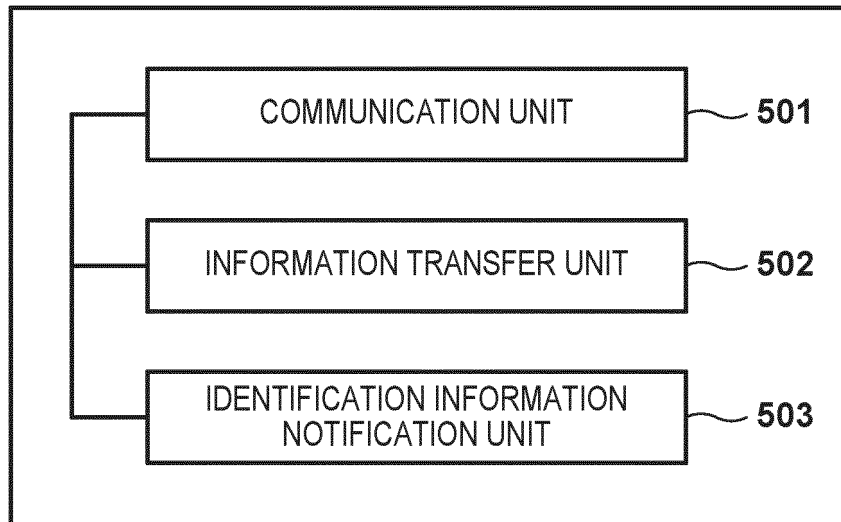 COMMUNICATION UNIT
501
INFORMATION TRANSFER UNIT
502
IDENTIFICATION INFORMATION
NOTIFICATION UNIT
503